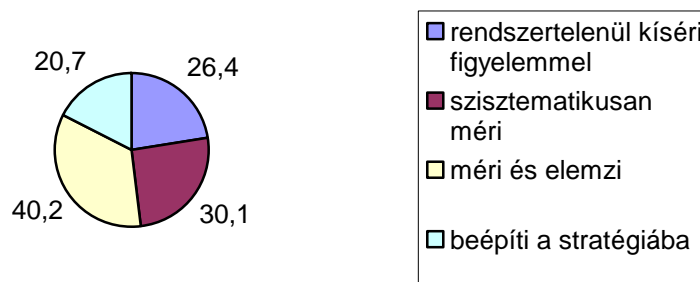 20,7
26,4
40,2
30,1
rendszertelenül kíséri
figyelemmel
szisztematikusan
méri
méri és elemzi
beépíti a stratégiába